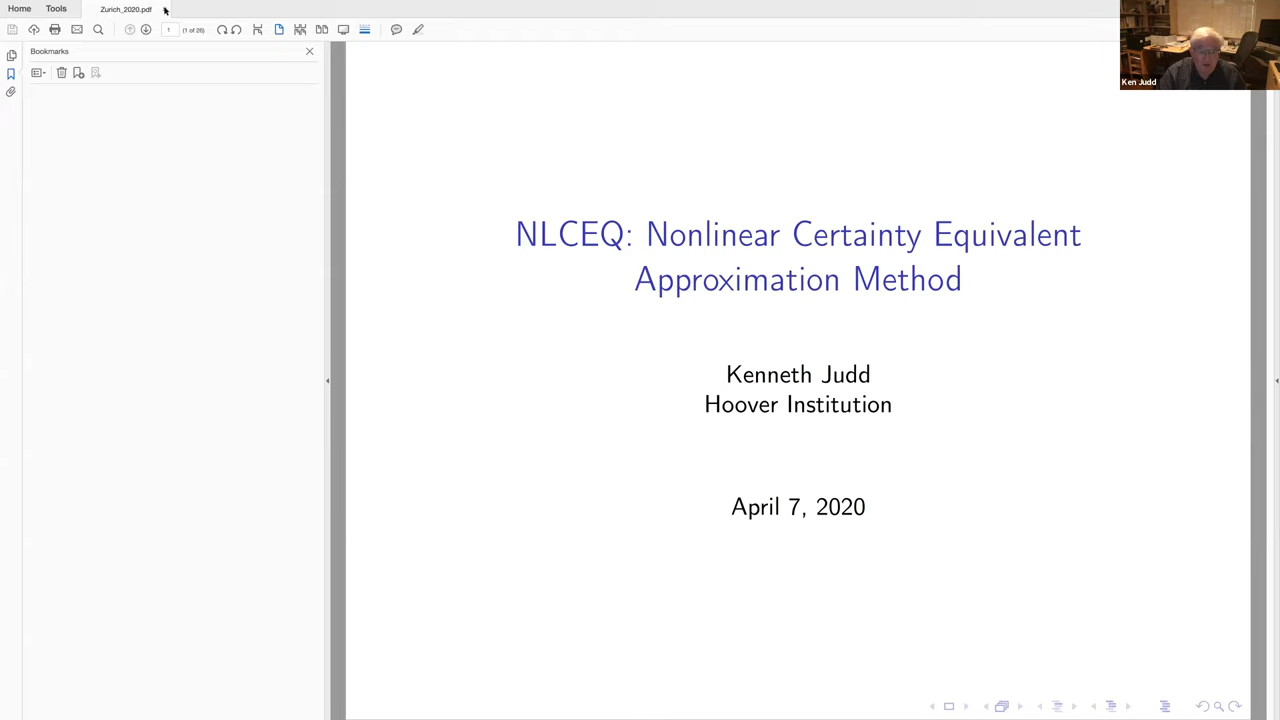 Home
Tools
Zurich_2020.pdf
1
(1 of 26)
Bookmarks
Ken Judd
NLCEQ: Nonlinear Certainty Equivalent
Approximation Method
Kenneth Judd
Hoover Institution
April 7, 2020